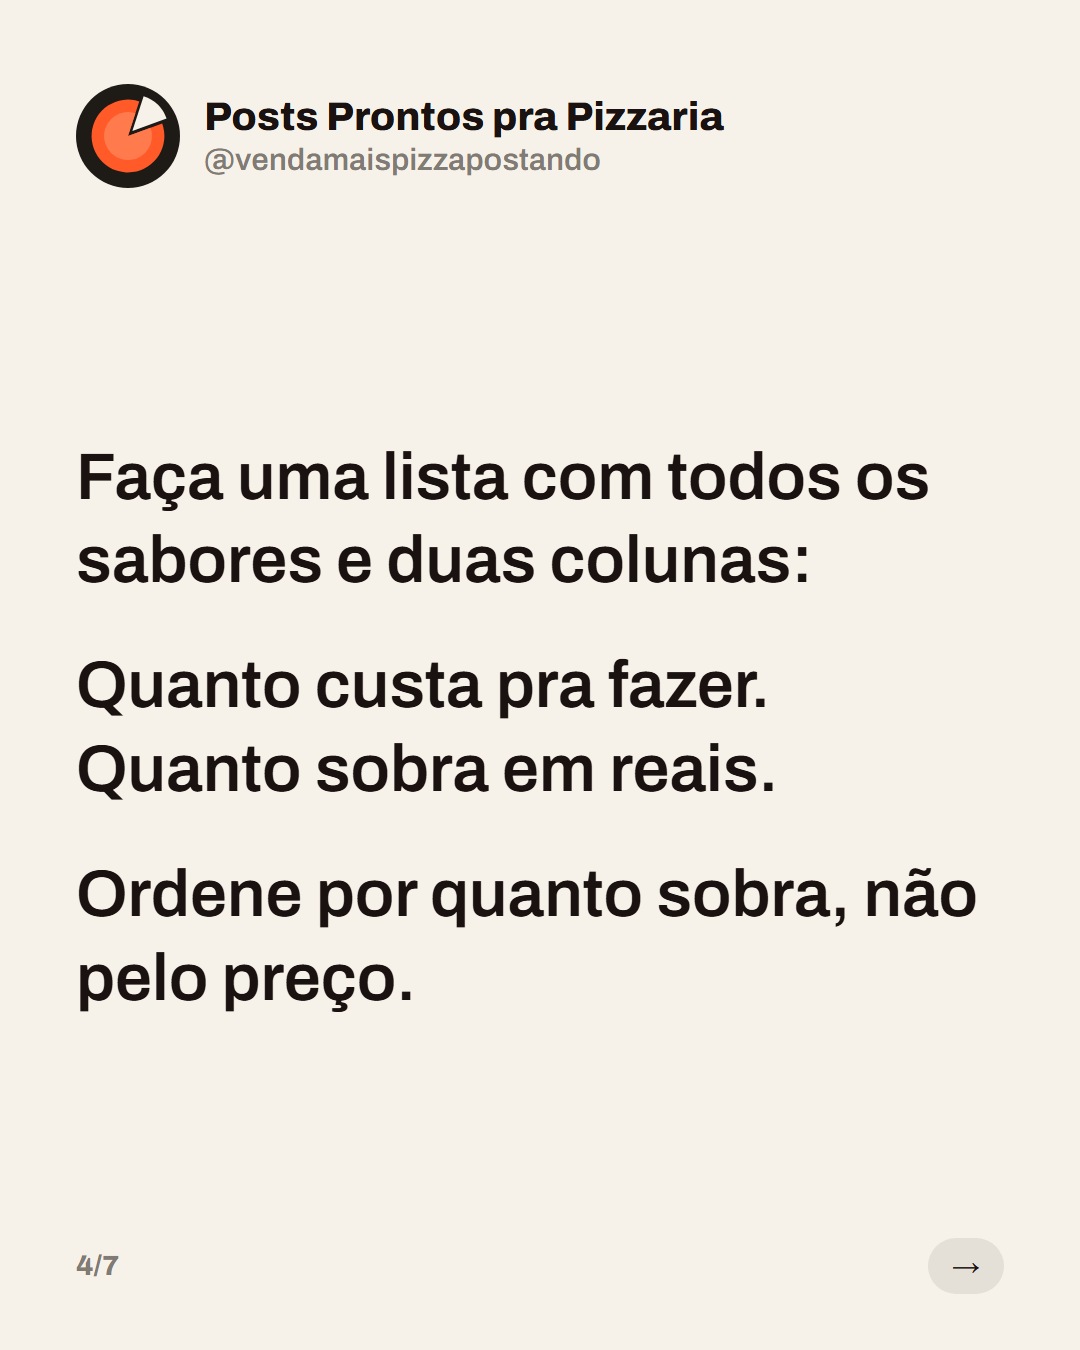 Posts Prontos pra Pizzaria
@vendamaispizzapostando
Faça uma lista com todos os
sabores e duas colunas:
Quanto custa pra fazer.
Quanto sobra em reais.
Ordene por quanto sobra, não
pelo preço.
4/7
→